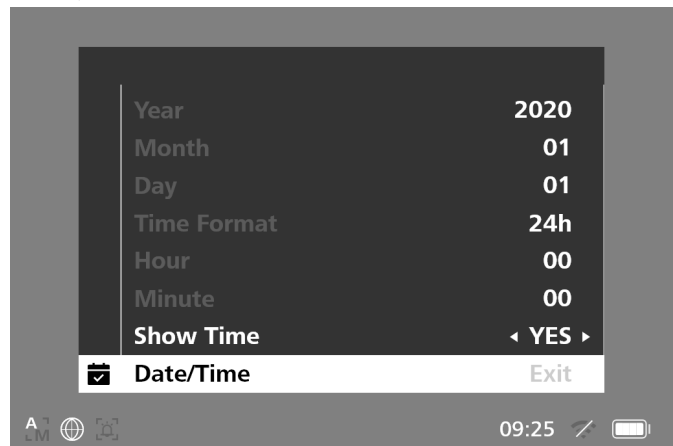 Year 2020
Month 01
Day 01
Time Format 24h
Hour 00
Minute 00
Show Time YES
Date/Time Exit
A M 09:25